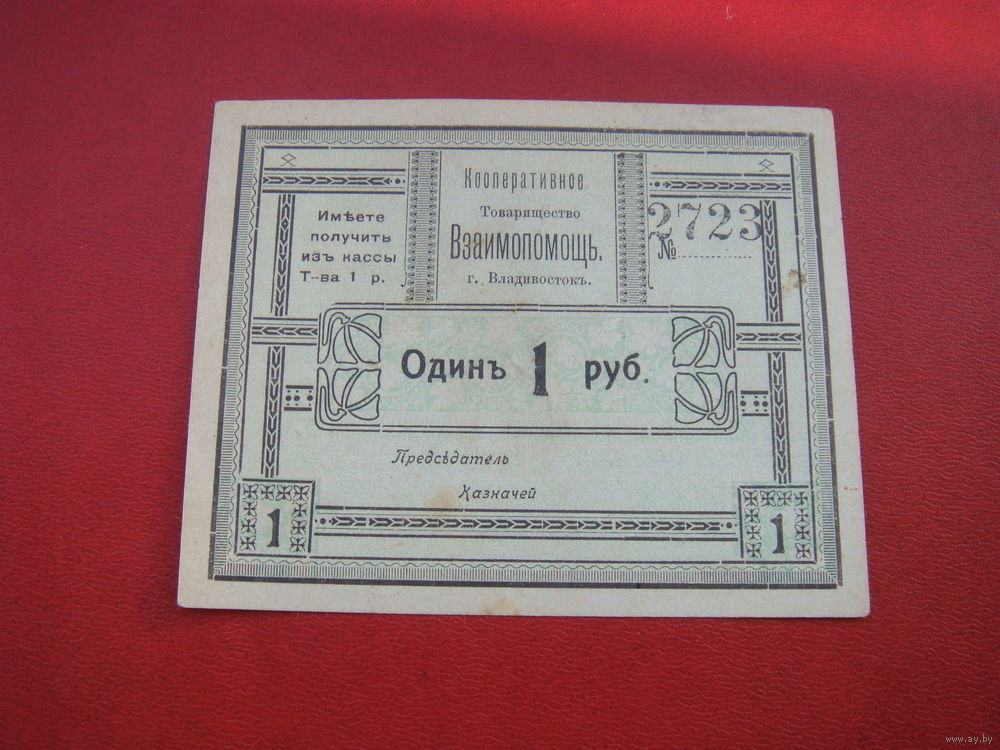 Кооперативное
Товарищество
Взаимопомощь.
г. Владивостокъ.
Имѣете
получить
изъ кассы
Т-ва 1 р.
2723
№
Одинъ 1 руб.
Предсѣдатель
Казначей
1
1
www.ay.by